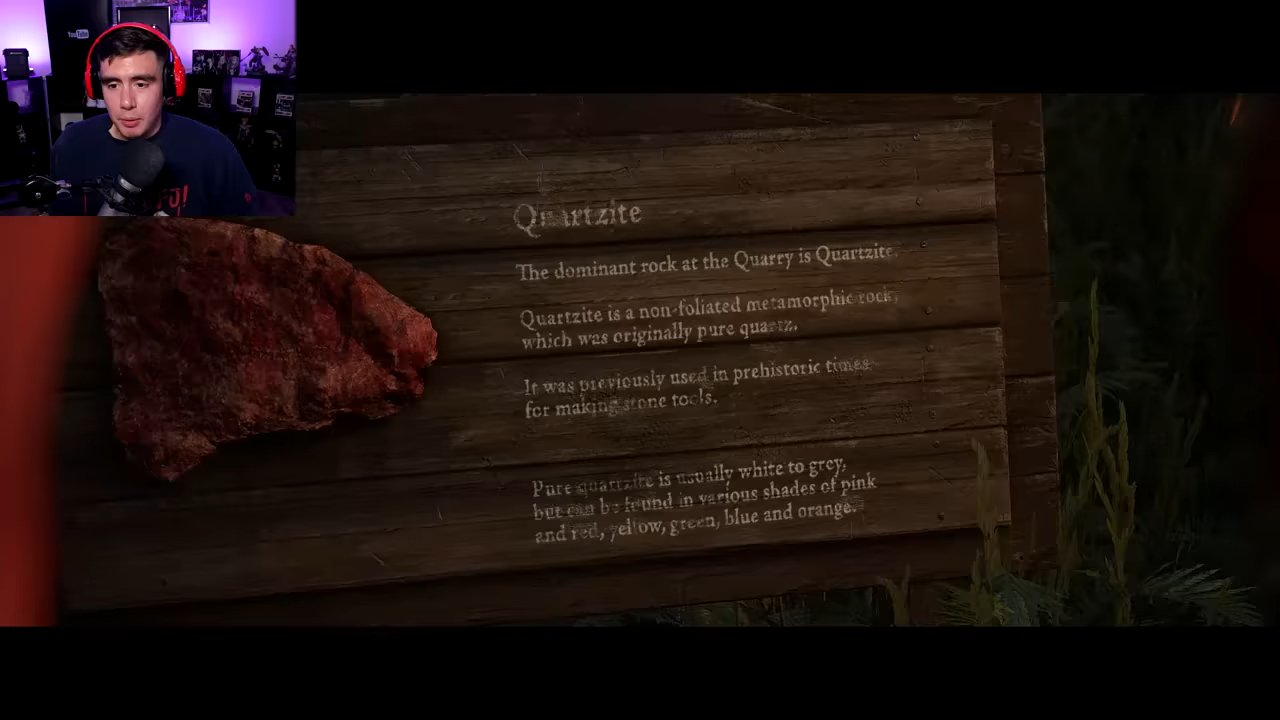 YouTube
Quartzite
The dominant rock at the Quarry is Quartzite.
Quartzite is a non-foliated metamorphic rock,
which was originally pure quartz.
It was previously used in prehistoric times
for making stone tools.
Pure quartzite is usually white to grey,
but can be found in various shades of pink
and red, yellow, green, blue and orange.